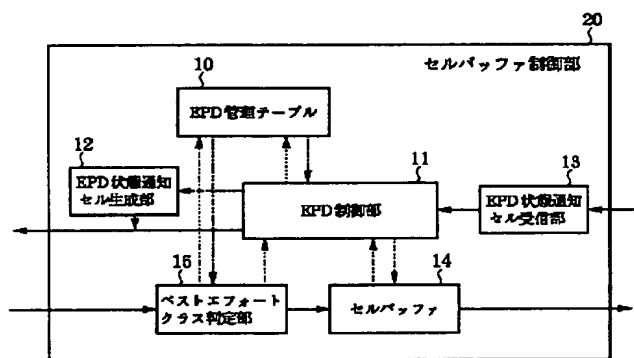 20
セルバッファ制御部
10
EPD管理テーブル
12
EPD状態通知
セル生成部
11
EPD制御部
13
EPD状態通知
セル受信部
15
ベストエフォート
クラス判定部
14
セルバッファ